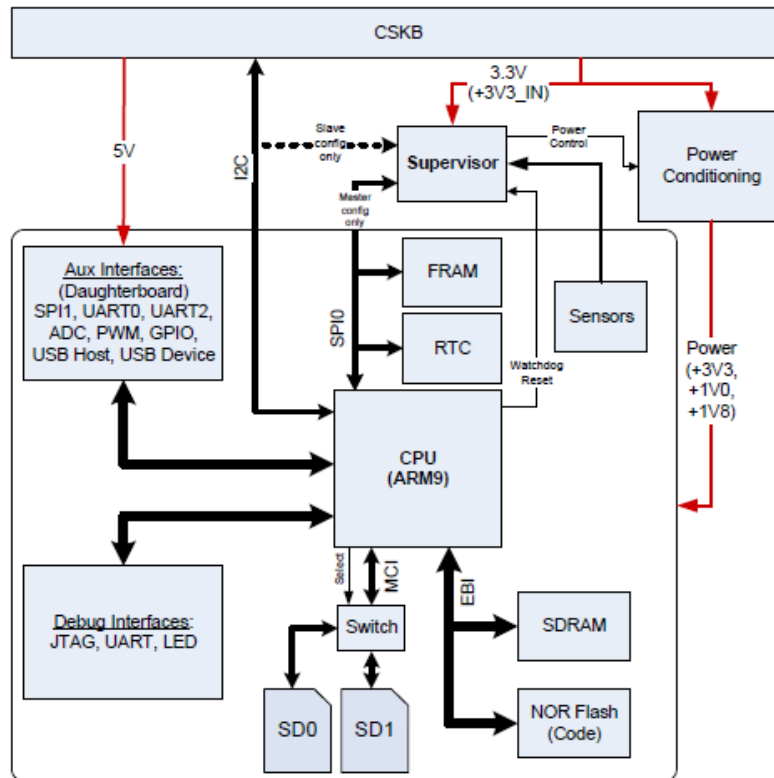 CSKB
3.3V
(+3V3_IN)
5V
I2C
Slave
config
only
Supervisor
Power
Control
Power
Conditioning
Master
config
only
Aux Interfaces:
(Daughterboard)
SPI1, UART0, UART2,
ADC, PWM, GPIO,
USB Host, USB Device
SPI0
FRAM
RTC
Sensors
Watchdog
Reset
Power
(+3V3,
+1V0,
+1V8)
CPU
(ARM9)
Debug Interfaces:
JTAG, UART, LED
Select
MCI
EBI
Switch
SDRAM
SD0
SD1
NOR Flash
(Code)